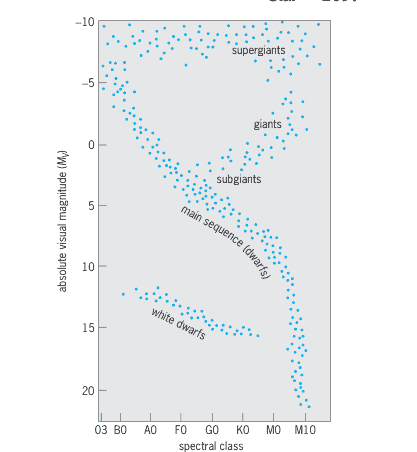 −10
supergiants
−5
giants
0
subgiants
5
main sequence (dwarfs)
10
white dwarfs
15
20
absolute visual magnitude (Mv)
O3 B0 A0 F0 G0 K0 M0 M10
spectral class